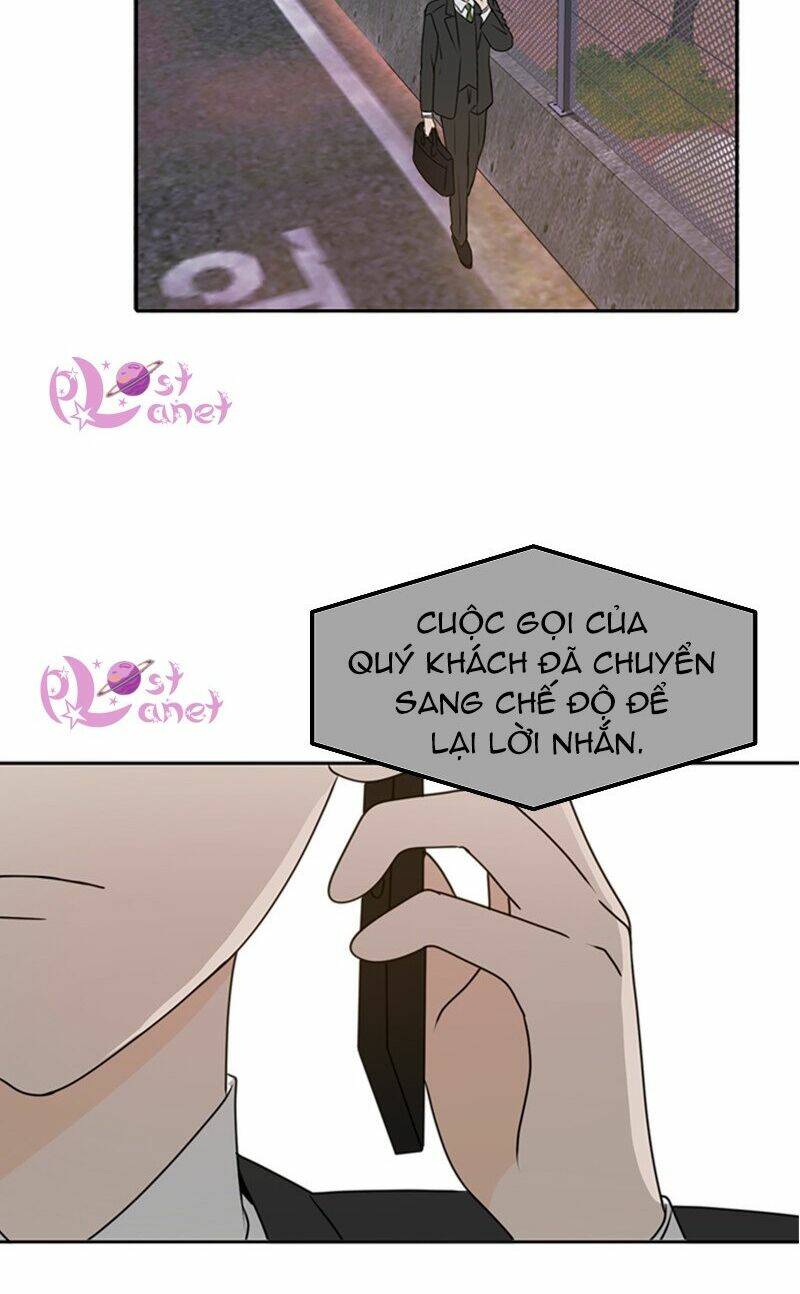 Lost
Planet
CUỘC GỌI CỦA
QUÝ KHÁCH ĐÃ CHUYỂN
SANG CHẾ ĐỘ ĐỂ
LẠI LỜI NHẮN.
Lost
Planet